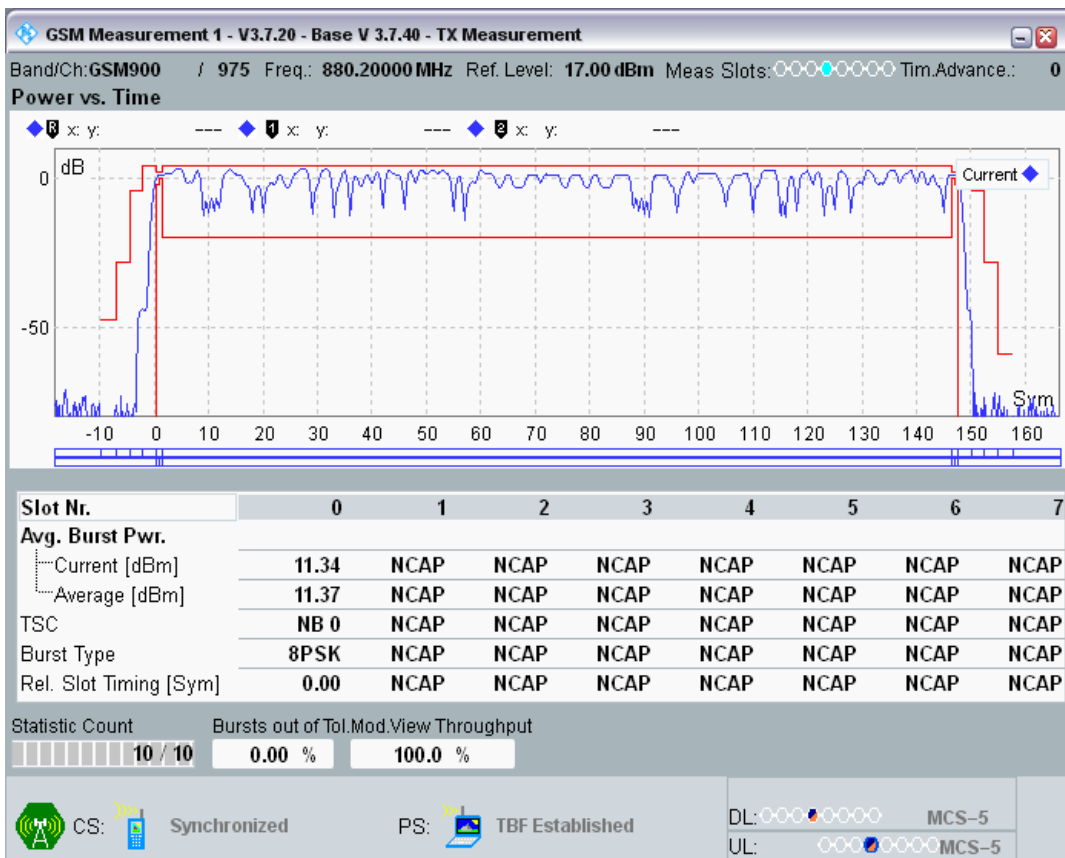 GSM Measurement 1 - V3.7.20 - Base V 3.7.40 - TX Measurement
Band/Ch:GSM900 / 975 Freq.: 880.20000 MHz Ref. Level: 17.00 dBm Meas Slots: Tim.Advance.: 0
Power vs. Time
R x: y: --- 1 x: y: --- 2 x: y: ---
dB
Current
0
-50
Sym
-10 0 10 20 30 40 50 60 70 80 90 100 110 120 130 140 150 160
Slot Nr. 0 1 2 3 4 5 6 7
Avg. Burst Pwr.
Current [dBm] 11.34 NCAP NCAP NCAP NCAP NCAP NCAP NCAP
Average [dBm] 11.37 NCAP NCAP NCAP NCAP NCAP NCAP NCAP
TSC NB 0 NCAP NCAP NCAP NCAP NCAP NCAP NCAP
Burst Type 8PSK NCAP NCAP NCAP NCAP NCAP NCAP NCAP
Rel. Slot Timing [Sym] 0.00 NCAP NCAP NCAP NCAP NCAP NCAP NCAP
Statistic Count Bursts out of Tol.Mod.View Throughput
10 / 10 0.00 % 100.0 %
CS: Synchronized PS: TBF Established
DL: MCS-5
UL: MCS-5